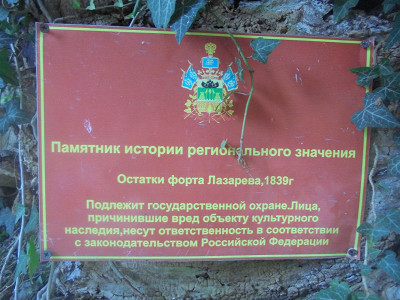 Памятник истории регионального значения
Остатки форта Лазарева,1839г
Подлежит государственной охране.Лица,
причинившие вред объекту культурного
наследия,несут ответственность в соответствии
с законодательством Российской Федерации